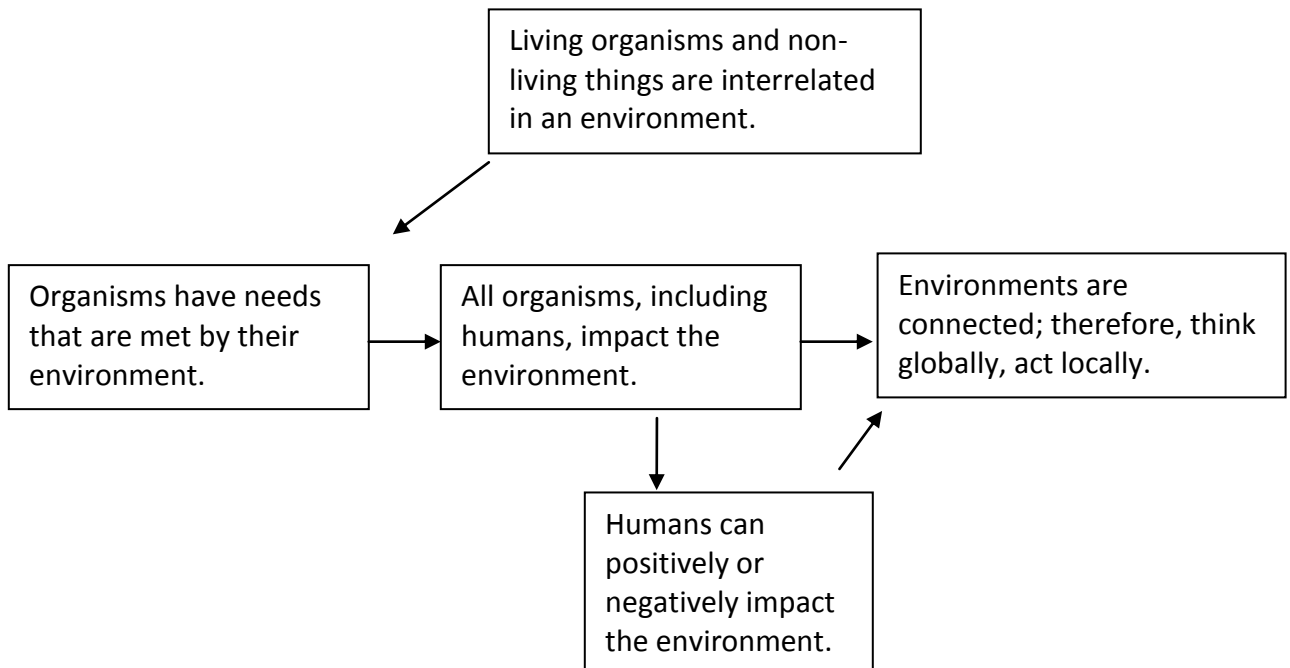 Living organisms and non-
living things are interrelated
in an environment.
Organisms have needs
that are met by their
environment.
All organisms, including
humans, impact the
environment.
Environments are
connected; therefore, think
globally, act locally.
Humans can
positively or
negatively impact
the environment.